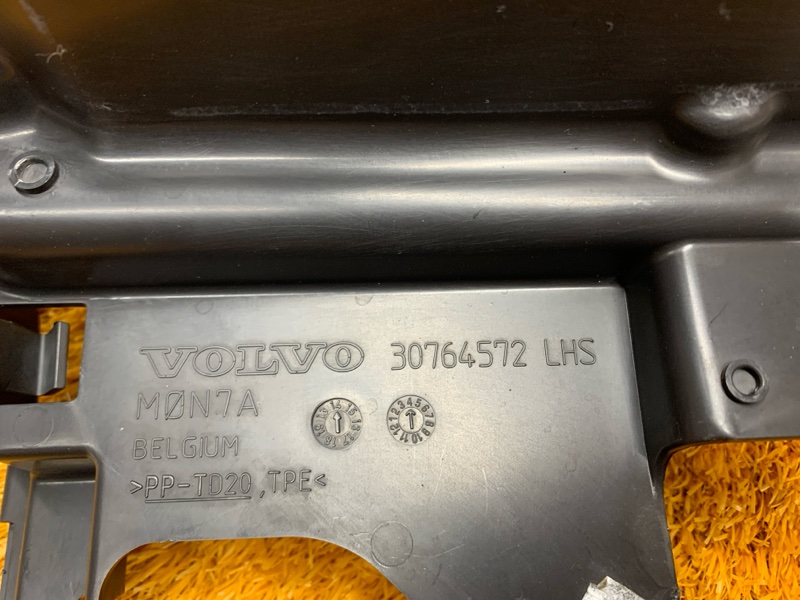 VOLVO 30764572 LHS
MØN7A
BELGIUM
>PP-TD20,TPE<